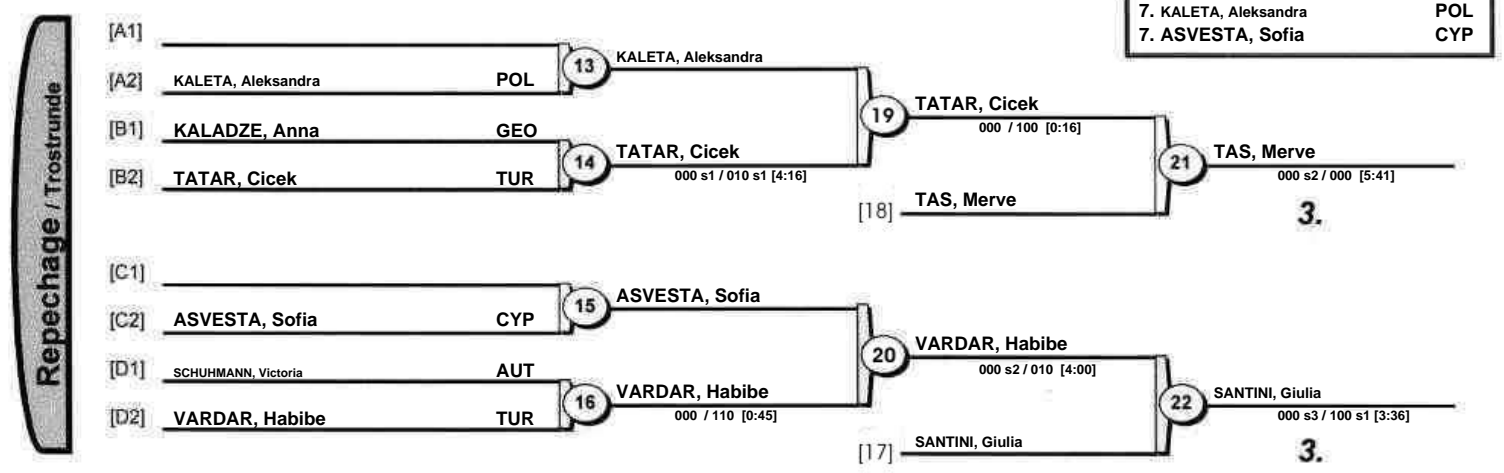 7. KALETA, Aleksandra POL
7. ASVESTA, Sofia CYP
Repechage / Trostrunde
[A1]
[A2] KALETA, Aleksandra POL
13 KALETA, Aleksandra
[B1] KALADZE, Anna GEO
[B2] TATAR, Cicek TUR
14 TATAR, Cicek
000 s1 / 010 s1 [4:16]
19 TATAR, Cicek
000 / 100 [0:16]
[18] TAS, Merve
21 TAS, Merve
000 s2 / 000 [5:41]
3.
[C1]
[C2] ASVESTA, Sofia CYP
15 ASVESTA, Sofia
[D1] SCHUHMANN, Victoria AUT
[D2] VARDAR, Habibe TUR
16 VARDAR, Habibe
000 / 110 [0:45]
20 VARDAR, Habibe
000 s2 / 010 [4:00]
[17] SANTINI, Giulia
22 SANTINI, Giulia
000 s3 / 100 s1 [3:36]
3.